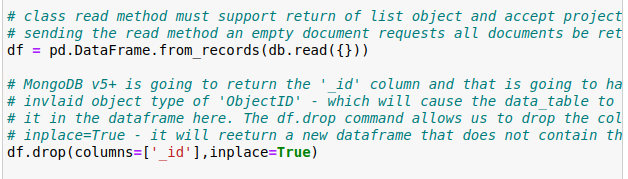 # class read method must support return of list object and accept project
# sending the read method an empty document requests all documents be ret
df = pd.DataFrame.from_records(db.read({}))
# MongoDB v5+ is going to return the '_id' column and that is going to ha
# invlaid object type of 'ObjectID' - which will cause the data_table to
# it in the dataframe here. The df.drop command allows us to drop the col
# inplace=True - it will reeturn a new dataframe that does not contain th
df.drop(columns=['_id'],inplace=True)